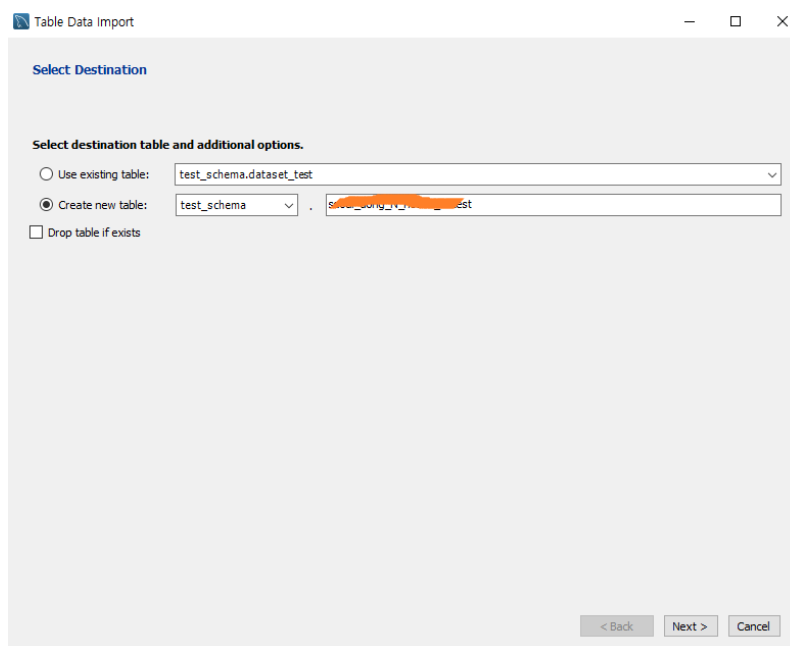 Table Data Import
Select Destination
Select destination table and additional options.
Use existing table: test_schema.dataset_test
Create new table: test_schema .
Drop table if exists
< Back Next > Cancel